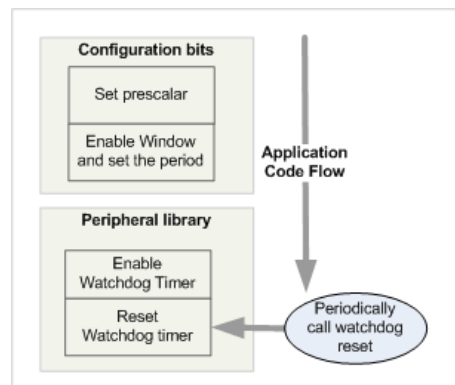 Configuration bits
Set prescalar
Enable Window
and set the period
Application
Code Flow
Peripheral library
Enable
Watchdog Timer
Reset
Watchdog timer
Periodically
call watchdog
reset